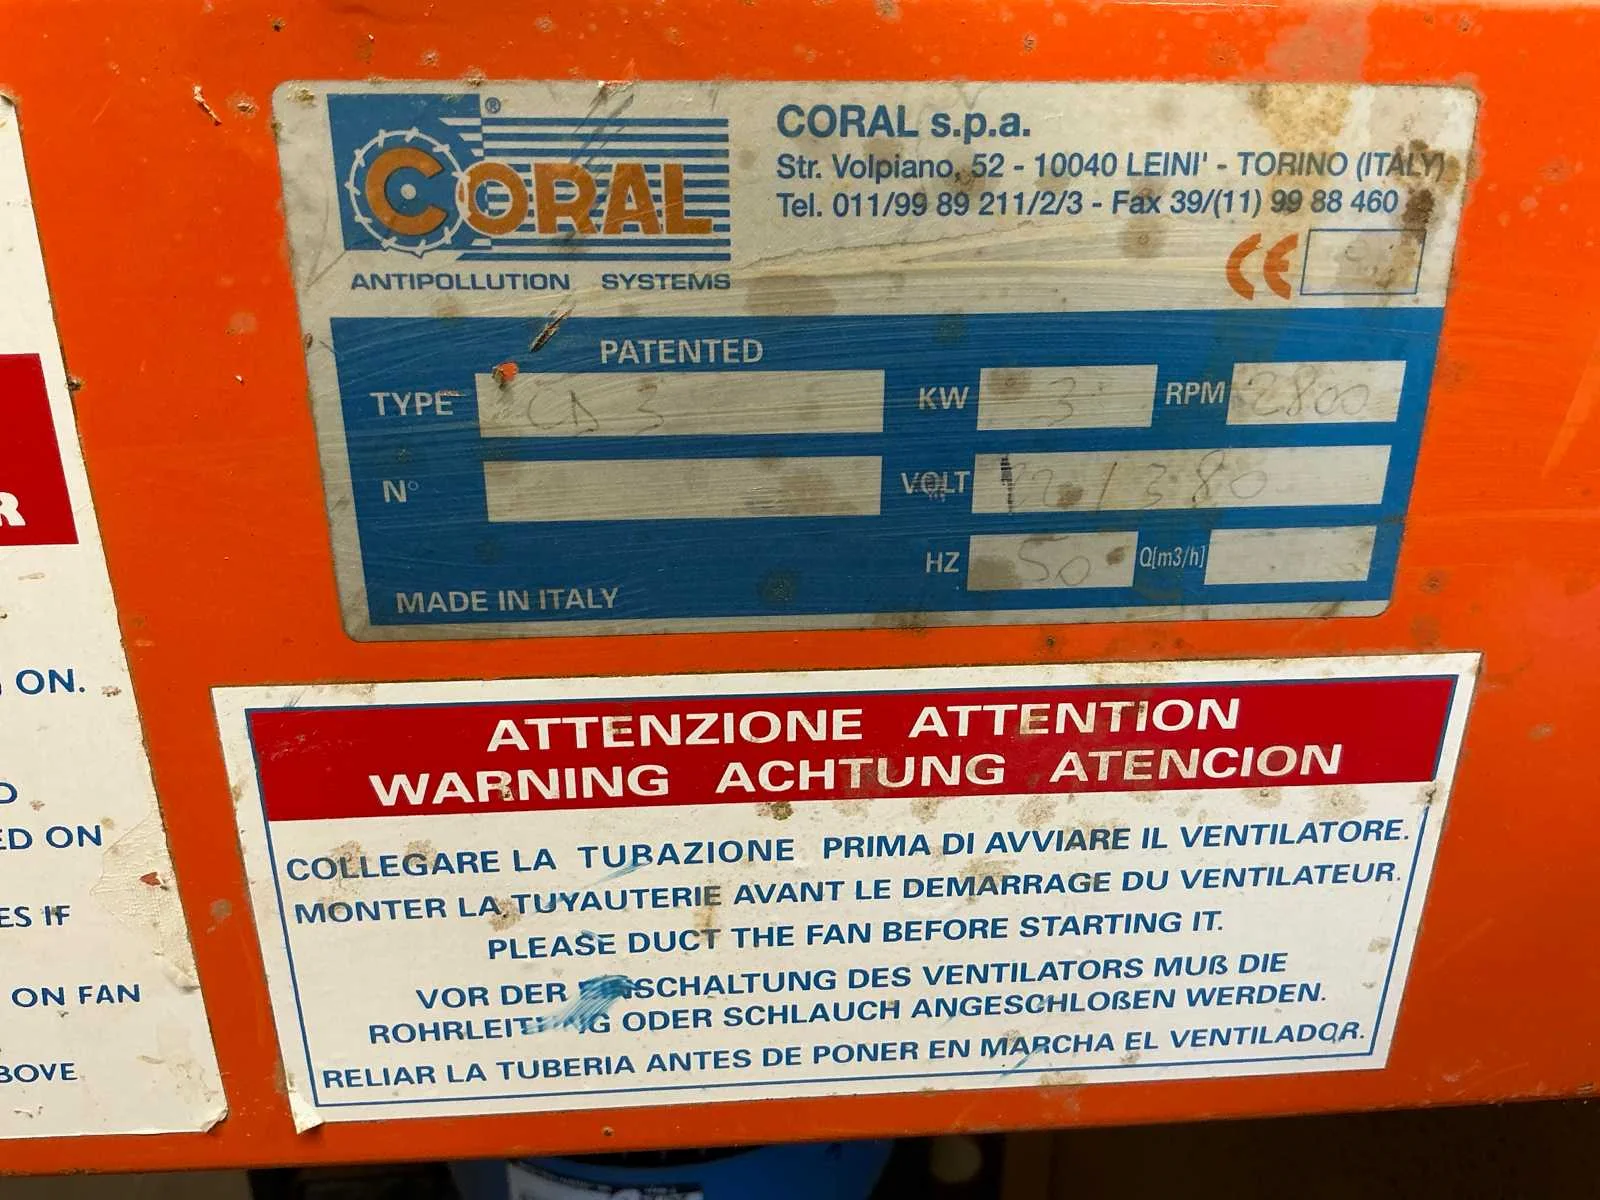 CORAL®
ANTIPOLLUTION SYSTEMS
CORAL s.p.a.
Str. Volpiano, 52 - 10040 LEINI' - TORINO (ITALY)
Tel. 011/99 89 211/2/3 - Fax 39/(11) 99 88 460
CE
PATENTED
TYPE CD 3 KW 3 RPM 2800
N° VOLT 220/380
HZ 50 Q[m3/h]
MADE IN ITALY
ATTENZIONE ATTENTION
WARNING ACHTUNG ATENCION
COLLEGARE LA TUBAZIONE PRIMA DI AVVIARE IL VENTILATORE.
MONTER LA TUYAUTERIE AVANT LE DEMARRAGE DU VENTILATEUR.
PLEASE DUCT THE FAN BEFORE STARTING IT.
VOR DER EINSCHALTUNG DES VENTILATORS MUß DIE
ROHRLEITUNG ODER SCHLAUCH ANGESCHLOßEN WERDEN.
RELIAR LA TUBERIA ANTES DE PONER EN MARCHA EL VENTILADOR.
R
ON.
D
ED ON
ES IF
ON FAN
BOVE